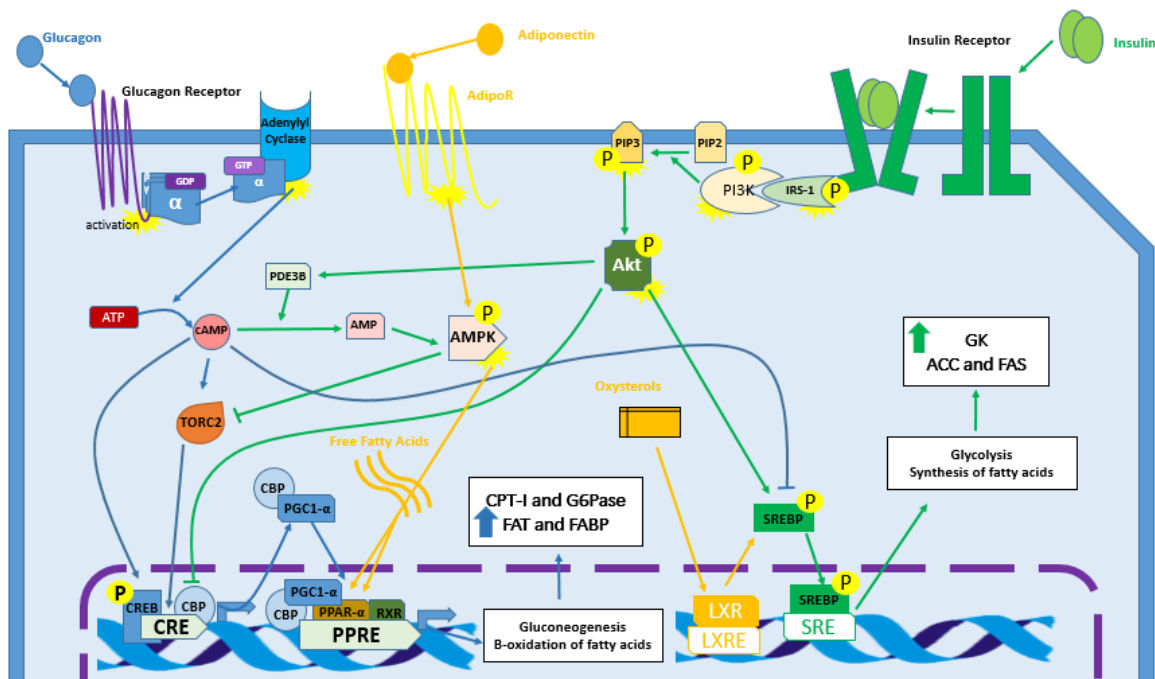 Glucagon
Glucagon Receptor
Adenylyl
Cyclase
GTP
α
β
γ
GDP
α
activation
Adiponectin
AdipoR
Insulin Receptor
Insulin
PIP3
P
PIP2
P
PI3K
IRS-1
P
Akt
P
PDE3B
ATP
cAMP
AMP
AMPK
P
TORC2
Free Fatty Acids
Oxysterols
GK
ACC and FAS
Glycolysis
Synthesis of fatty acids
CBP
PGC1-α
CPT-I and G6Pase
FAT and FABP
SREBP
P
P
CREB
CBP
CRE
PGC1-α
CBP
PPAR-α
RXR
PPRE
Gluconeogenesis
B-oxidation of fatty acids
LXR
LXRE
SREBP
P
SRE